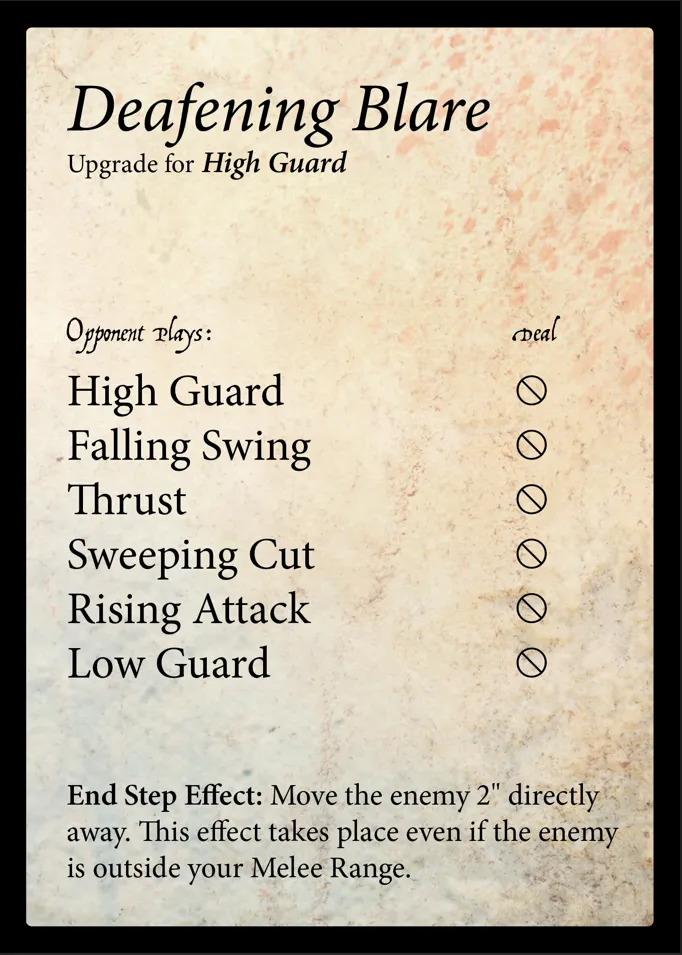 Deafening Blare
Upgrade for High Guard
Opponent plays: Deal
High Guard
Falling Swing
Thrust
Sweeping Cut
Rising Attack
Low Guard
End Step Effect: Move the enemy 2" directly
away. This effect takes place even if the enemy
is outside your Melee Range.